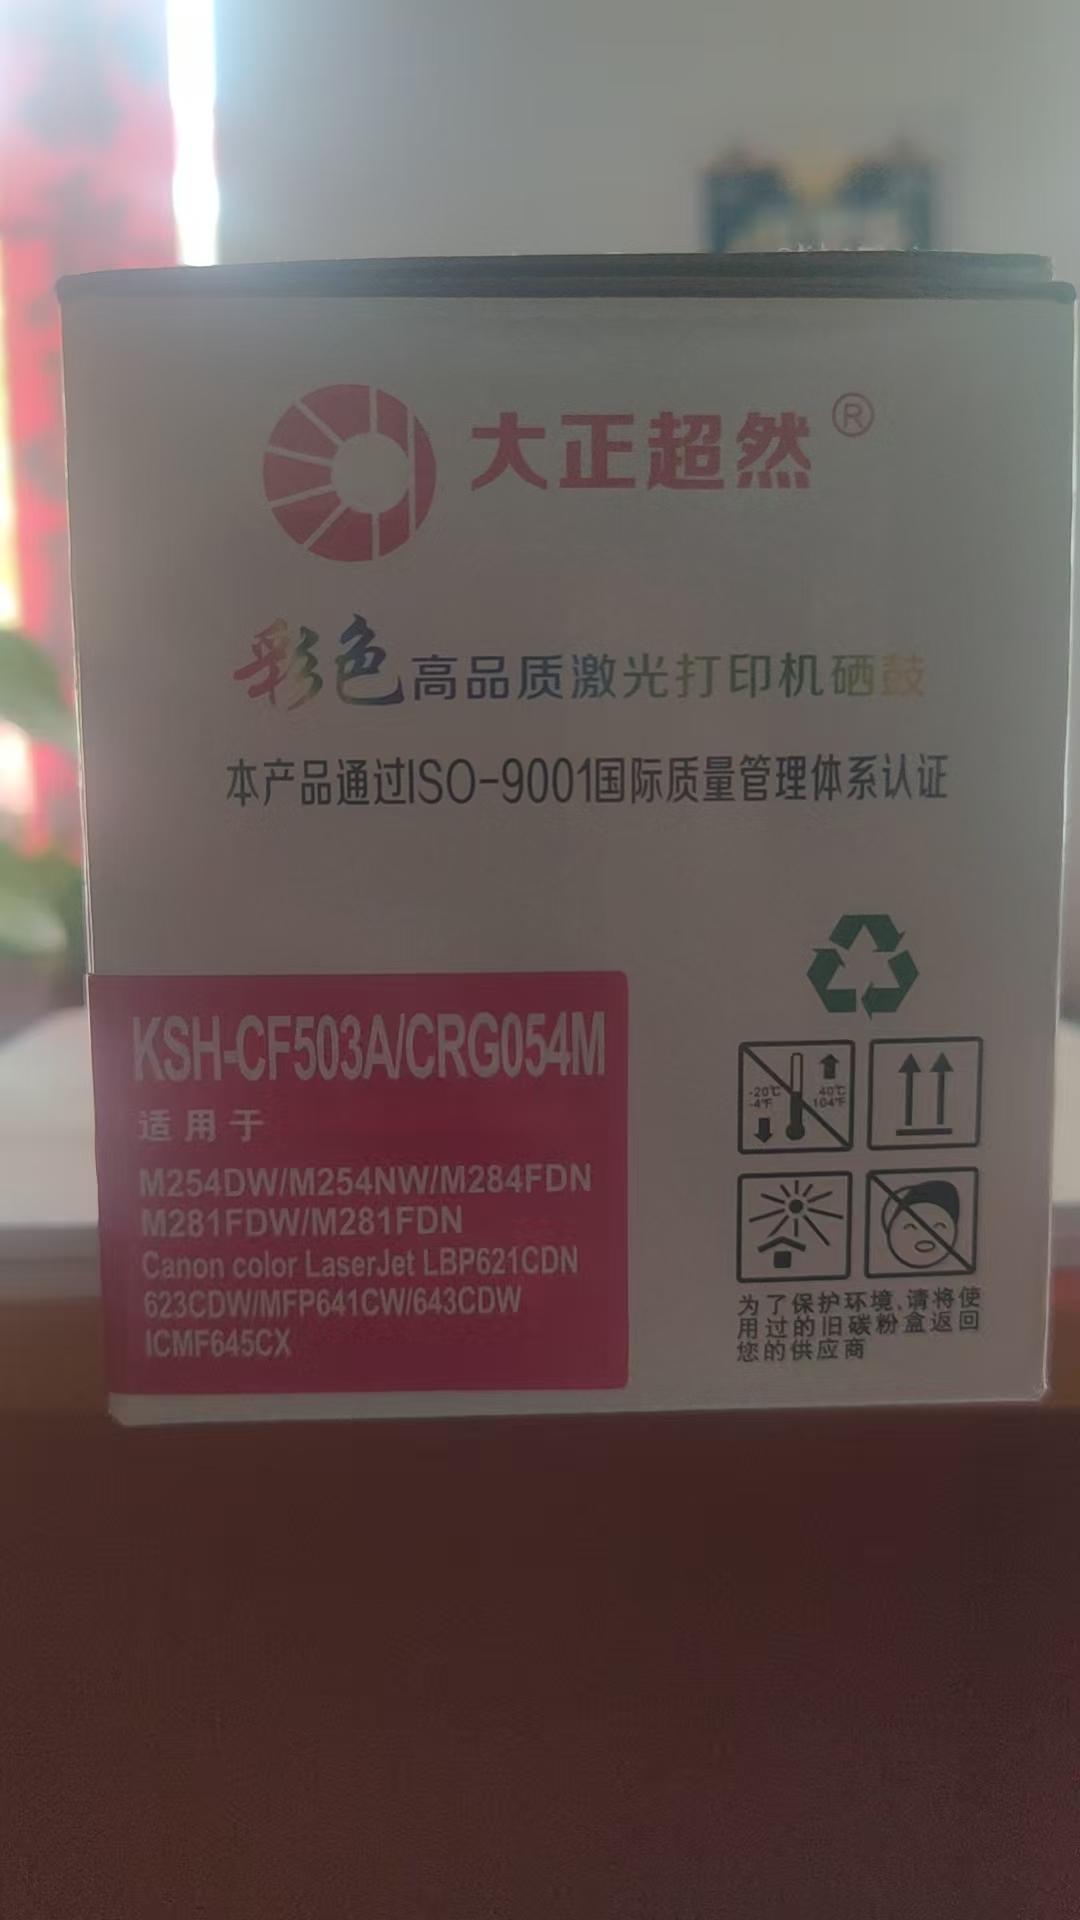 大正超然®
彩色高品质激光打印机硒鼓
本产品通过ISO-9001国际质量管理体系认证
KSH-CF503A/CRG054M
适用于
M254DW/M254NW/M284FDN
M281FDW/M281FDN
Canon color LaserJet LBP621CDN
623CDW/MFP641CW/643CDW
ICMF645CX
-20℃ 40℃
-4℉ 104℉
为了保护环境,请将使
用过的旧碳粉盒返回
您的供应商